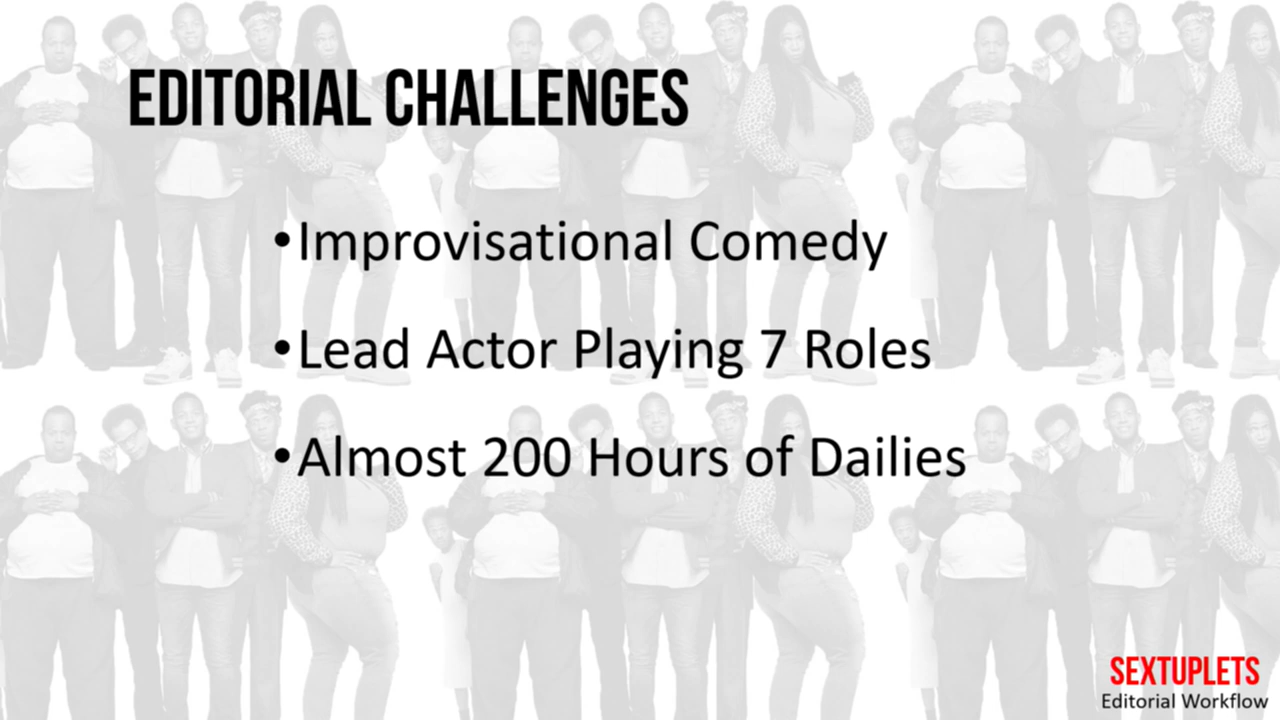 EDITORIAL CHALLENGES
•Improvisational Comedy
•Lead Actor Playing 7 Roles
•Almost 200 Hours of Dailies
SEXTUPLETS
Editorial Workflow